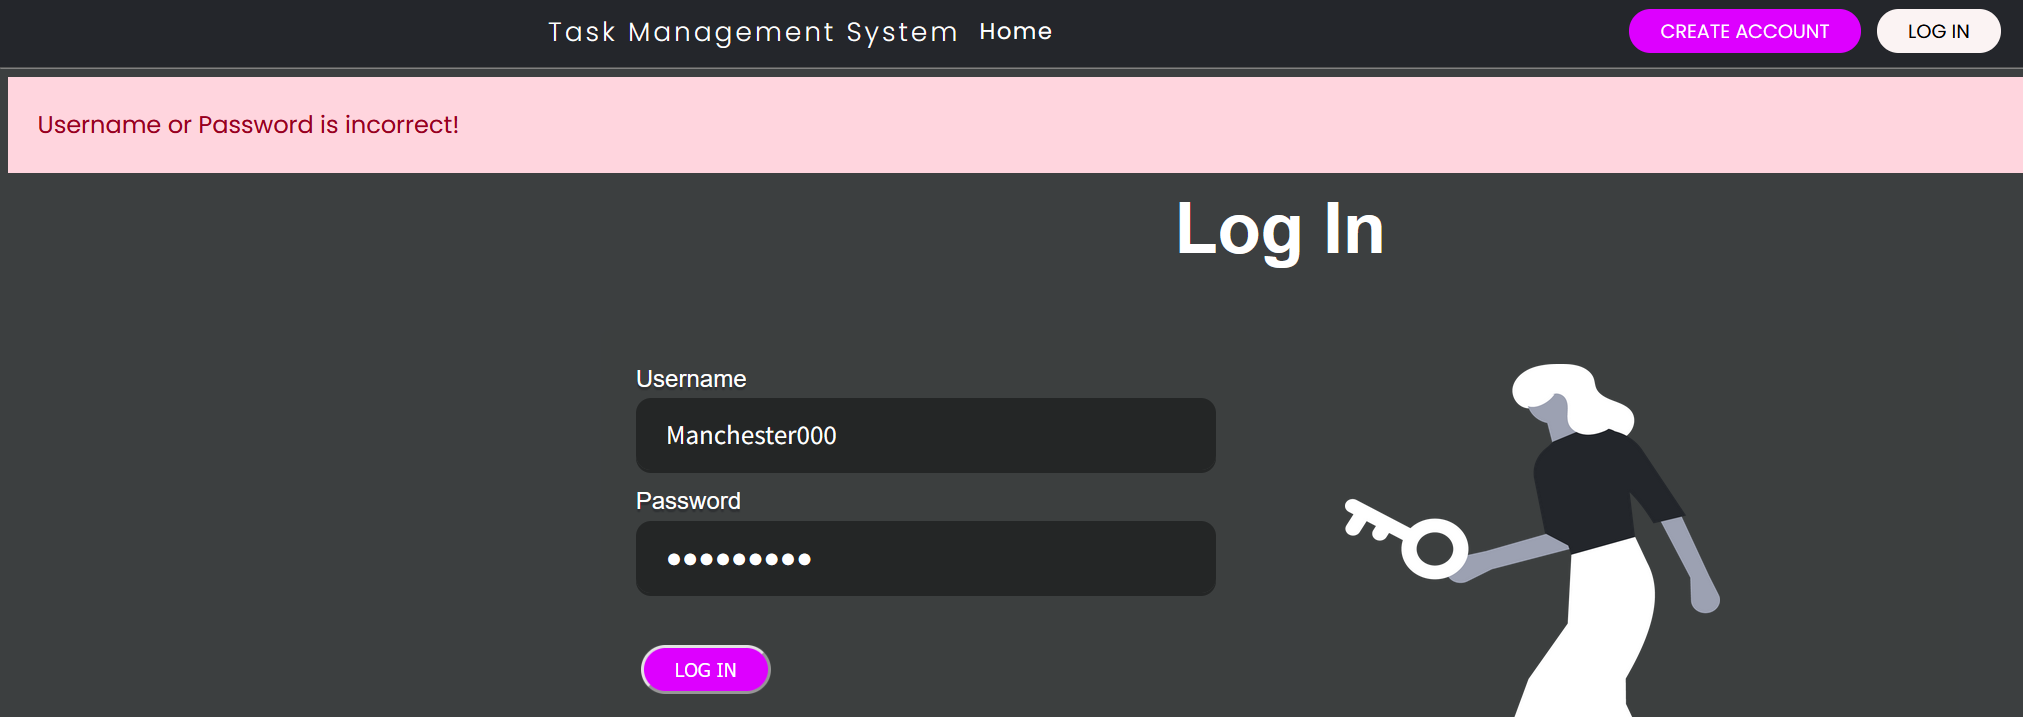 Task Management System Home CREATE ACCOUNT LOG IN
Username or Password is incorrect!
Log In
Username
Manchester000
Password
LOG IN